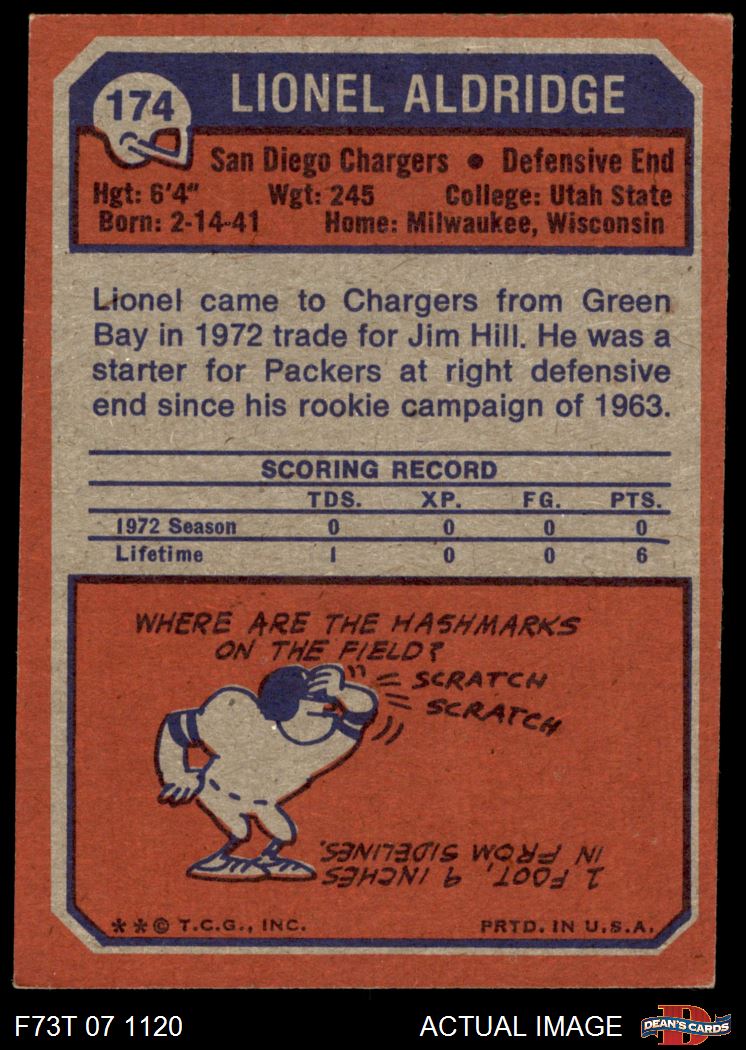 174
LIONEL ALDRIDGE
San Diego Chargers • Defensive End
Hgt: 6'4" Wgt: 245 College: Utah State
Born: 2-14-41 Home: Milwaukee, Wisconsin
Lionel came to Chargers from Green
Bay in 1972 trade for Jim Hill. He was a
starter for Packers at right defensive
end since his rookie campaign of 1963.
SCORING RECORD
TDS. XP. FG. PTS.
1972 Season 0 0 0 0
Lifetime 1 0 0 6
WHERE ARE THE HASHMARKS
ON THE FIELD?
SCRATCH
SCRATCH
1 FOOT, 9 INCHES
IN FROM SIDELINES.
**© T.C.G., INC. PRTD. IN U.S.A.
F73T 07 1120 ACTUAL IMAGE
D
DEAN'S CARDS